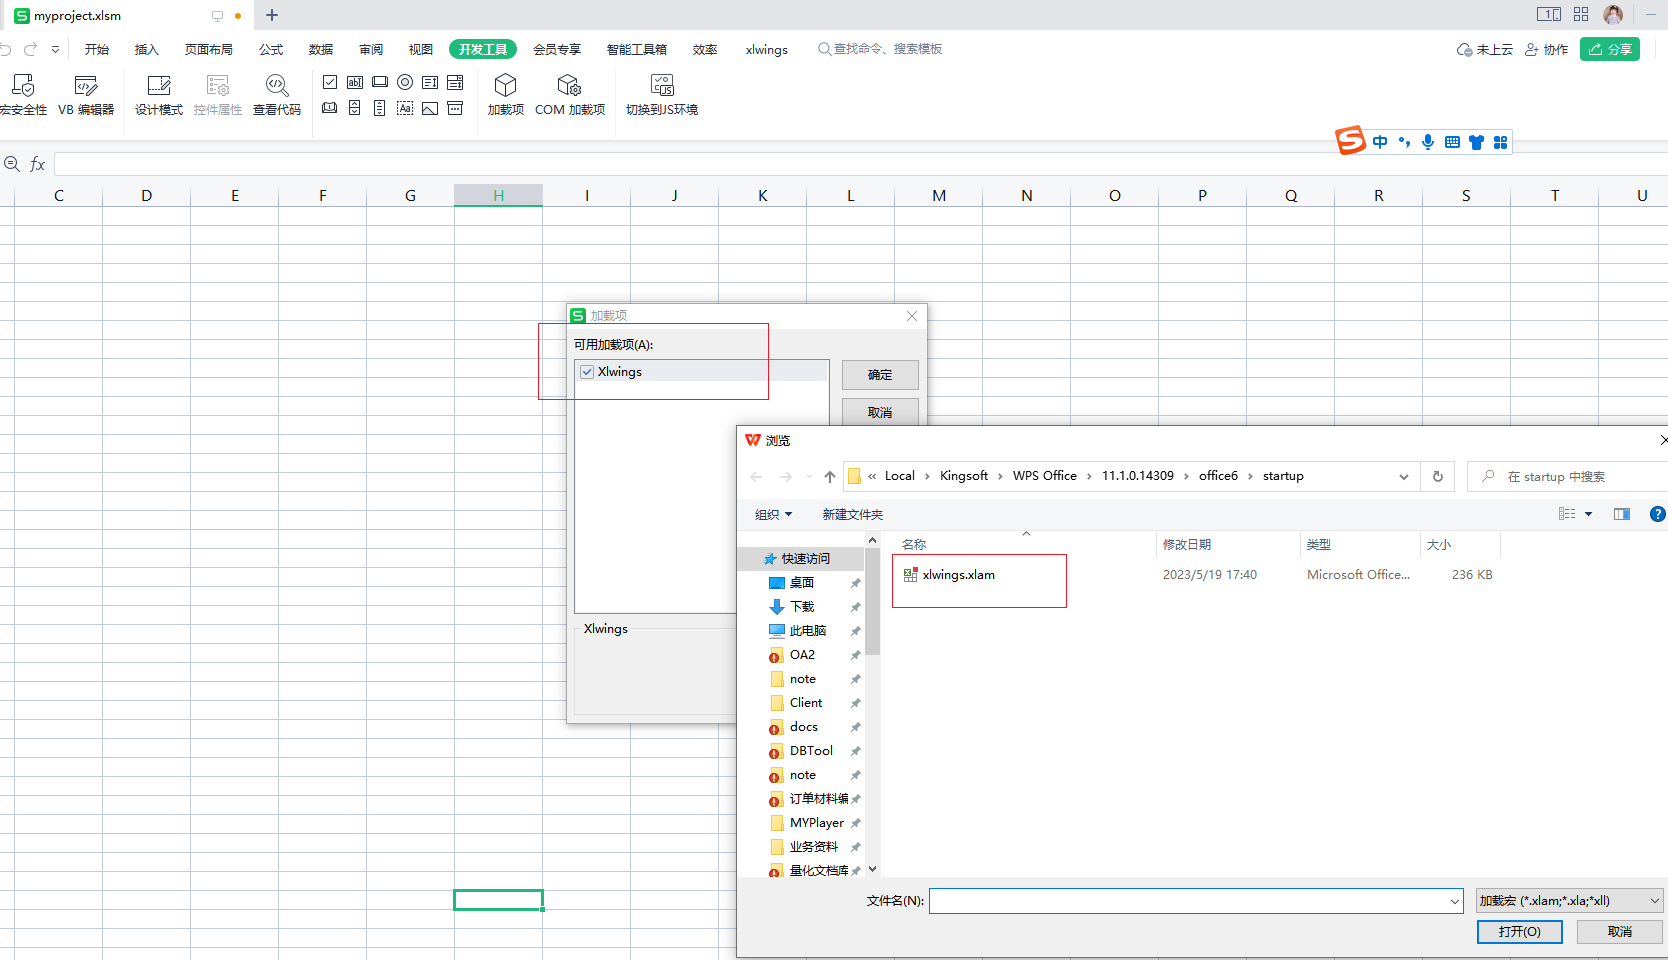 myproject.xlsm
开始 插入 页面布局 公式 数据 审阅 视图 开发工具 会员专享 智能工具箱 效率 xlwings 查找命令、搜索模板 未上云 协作 分享
宏安全性 VB 编辑器 设计模式 控件属性 查看代码 加载项 COM 加载项 切换到JS环境
中
fx
C D E F G H I J K L M N O P Q R S T U
加载项
可用加载项(A):
Xlwings
确定
取消
Xlwings
浏览
« Local › Kingsoft › WPS Office › 11.1.0.14309 › office6 › startup
在 startup 中搜索
组织 新建文件夹
名称 修改日期 类型 大小
xlwings.xlam 2023/5/19 17:40 Microsoft Office... 236 KB
快速访问
桌面
下载
此电脑
OA2
note
Client
docs
DBTool
note
订单材料编
MYPlayer
业务资料
量化文档库
文件名(N):
加载宏 (*.xlam;*.xla;*xll)
打开(O) 取消